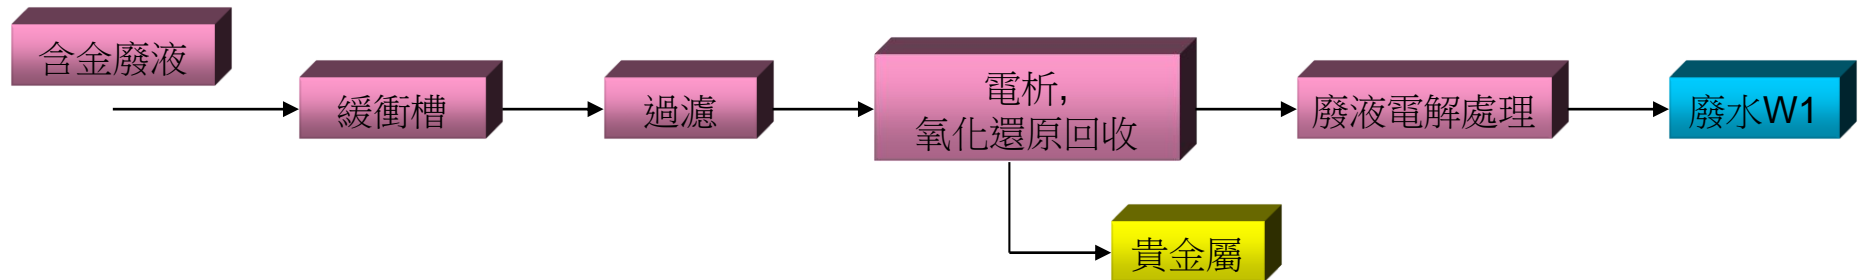 含金廢液
緩衝槽
過濾
電析,
氧化還原回收
廢液電解處理
廢水W1
貴金屬